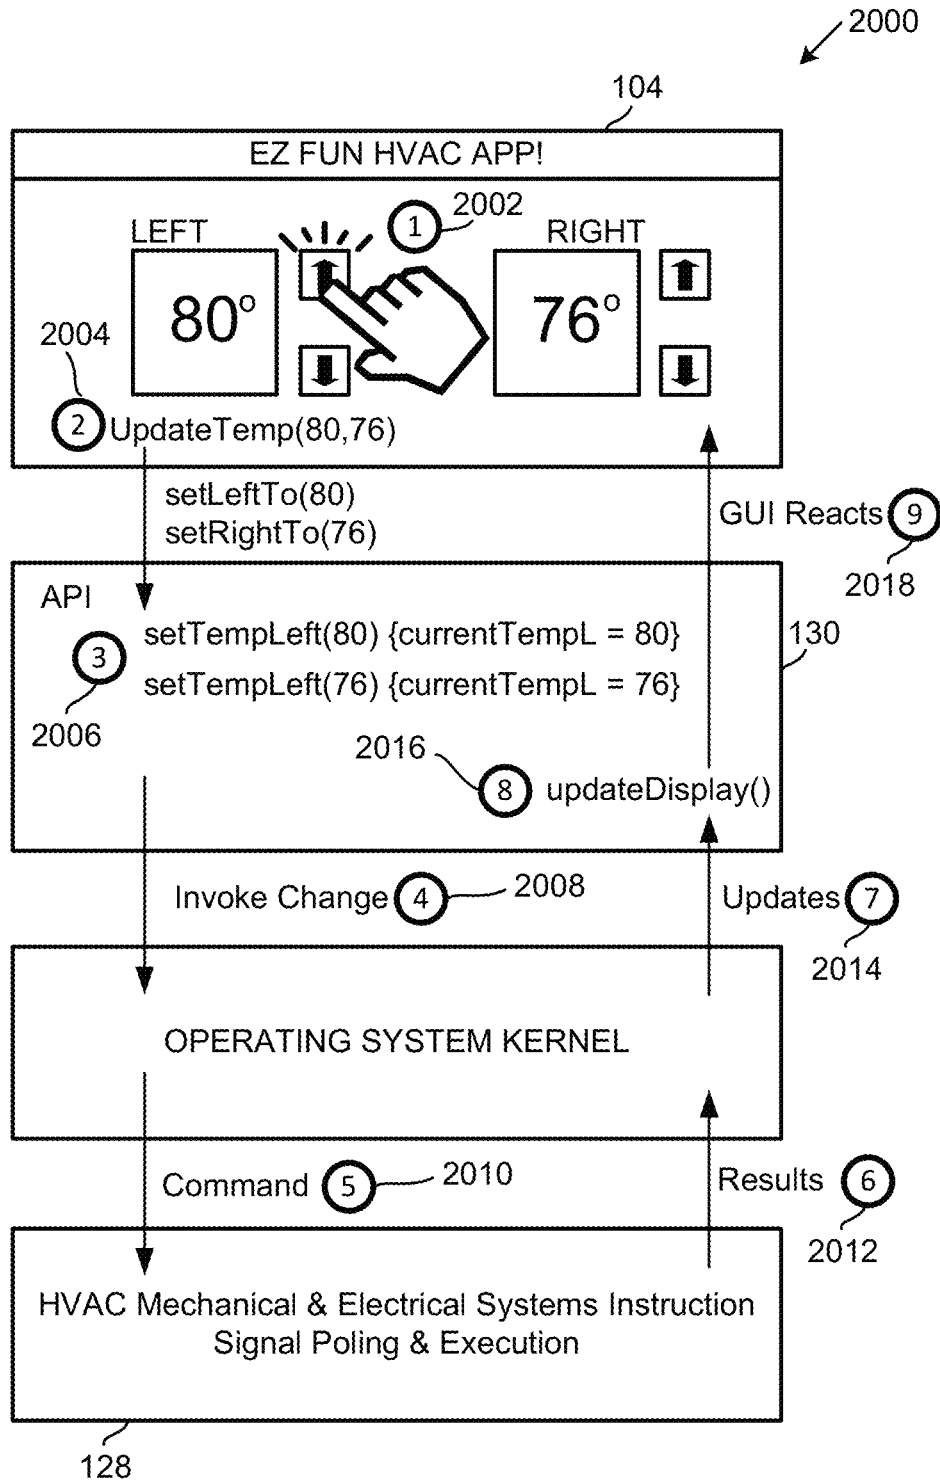 2000
104
EZ FUN HVAC APP!
1 2002
LEFT
RIGHT
80°
76°
2004
2 UpdateTemp(80,76)
setLeftTo(80)
setRightTo(76)
GUI Reacts 9
2018
API
3 setTempLeft(80) {currentTempL = 80}
setTempLeft(76) {currentTempL = 76}
130
2006
2016
8 updateDisplay()
Invoke Change 4 2008
Updates 7
2014
OPERATING SYSTEM KERNEL
Command 5 2010
Results 6
2012
HVAC Mechanical & Electrical Systems Instruction
Signal Poling & Execution
128